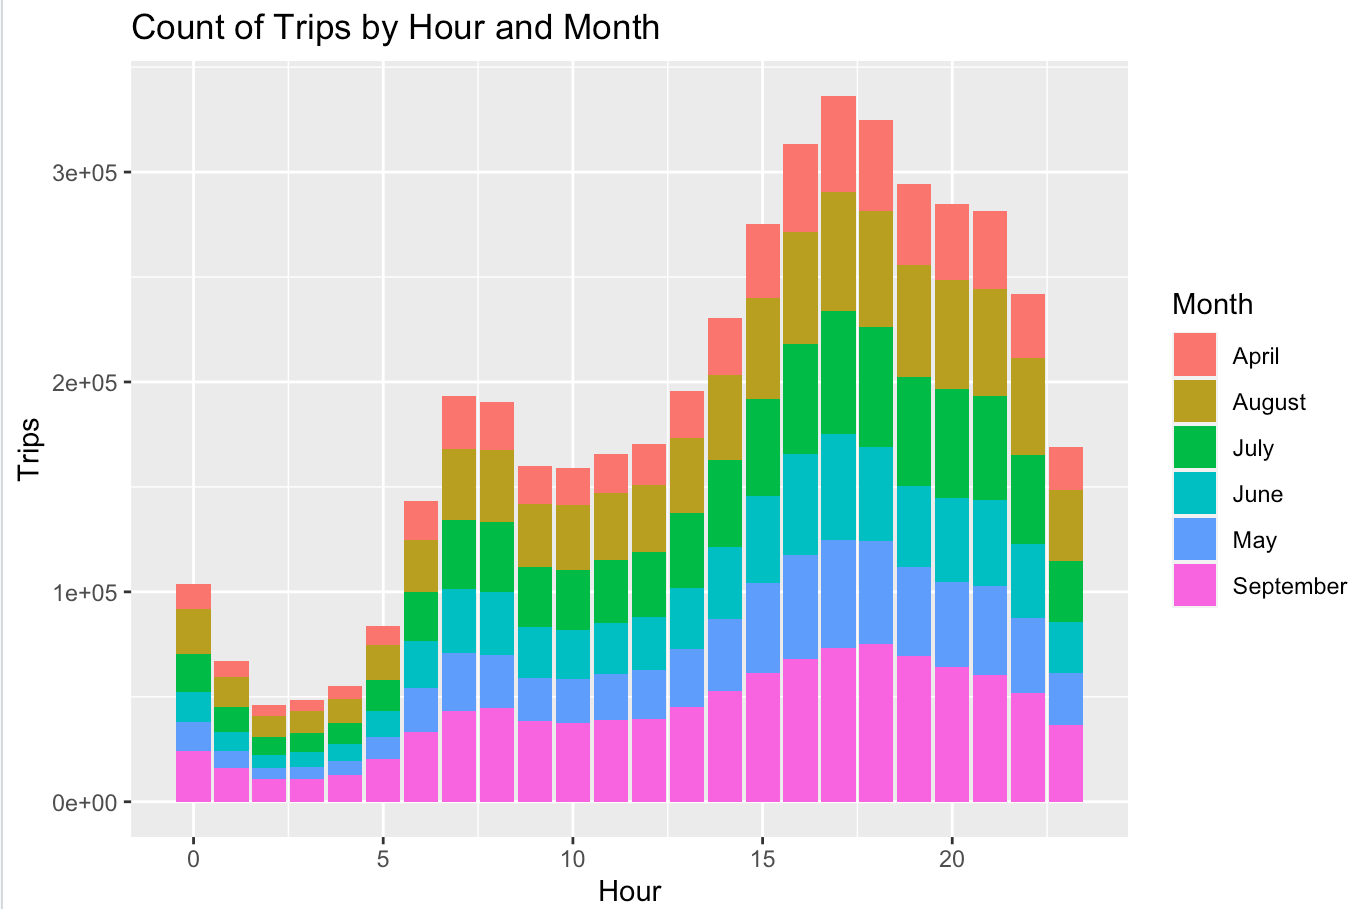 Count of Trips by Hour and Month
3e+05
2e+05
1e+05
0e+00
Trips
0 5 10 15 20
Hour
Month
April
August
July
June
May
September